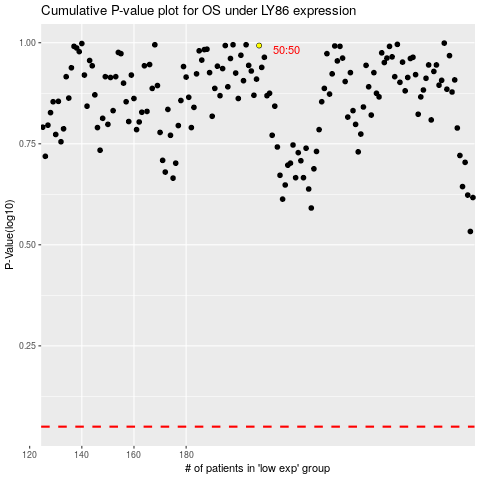 Cumulative P-value plot for OS under LY86 expression
1.00
50:50
0.75
P-Value(log10)
0.50
0.25
120 140 160 180
# of patients in 'low exp' group